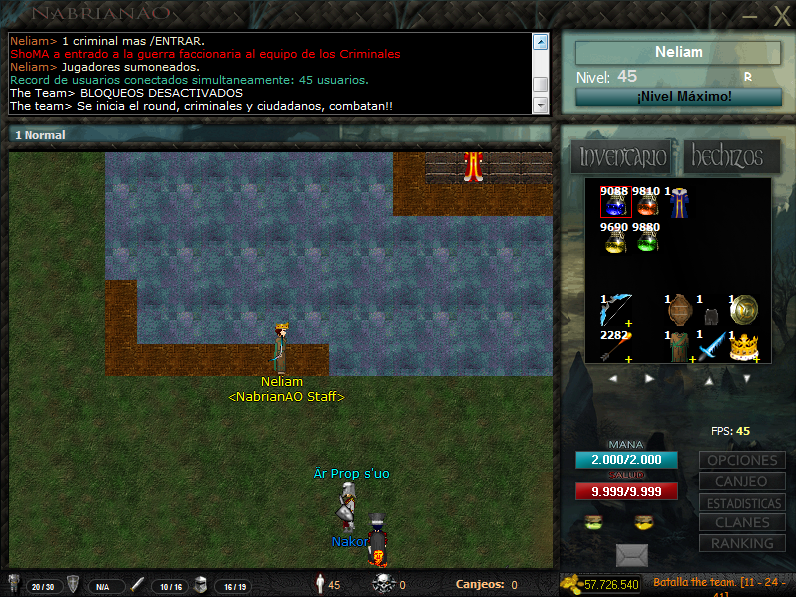 NABRIANAO
Neliam> 1 criminal mas /ENTRAR.
ShoMA a entrado a la guerra faccionaria al equipo de los Criminales
Neliam> Jugadores sumoneados.
Record de usuarios conectados simultaneamente: 45 usuarios.
The Team> BLOQUEOS DESACTIVADOS
The team> Se inicia el round, criminales y ciudadanos, combatan!!
Neliam
Nivel: 45
R
¡Nivel Máximo!
1 Normal
INVENTARIO
HECHIZOS
9088 9810 1
9690 9880
1 1 1
2282 1 1 1
Neliam
<NabrianAO Staff>
FPS: 45
MANA
2.000/2.000
SALUD
9.999/9.999
OPCIONES
CANJEO
ESTADISTICAS
CLANES
RANKING
Är Prop s'uo
Nakor
20/30
N/A
10/16
16/19
45
0
Canjeos: 0
57.726.540
Batalla the team. [11 - 24 -
41]